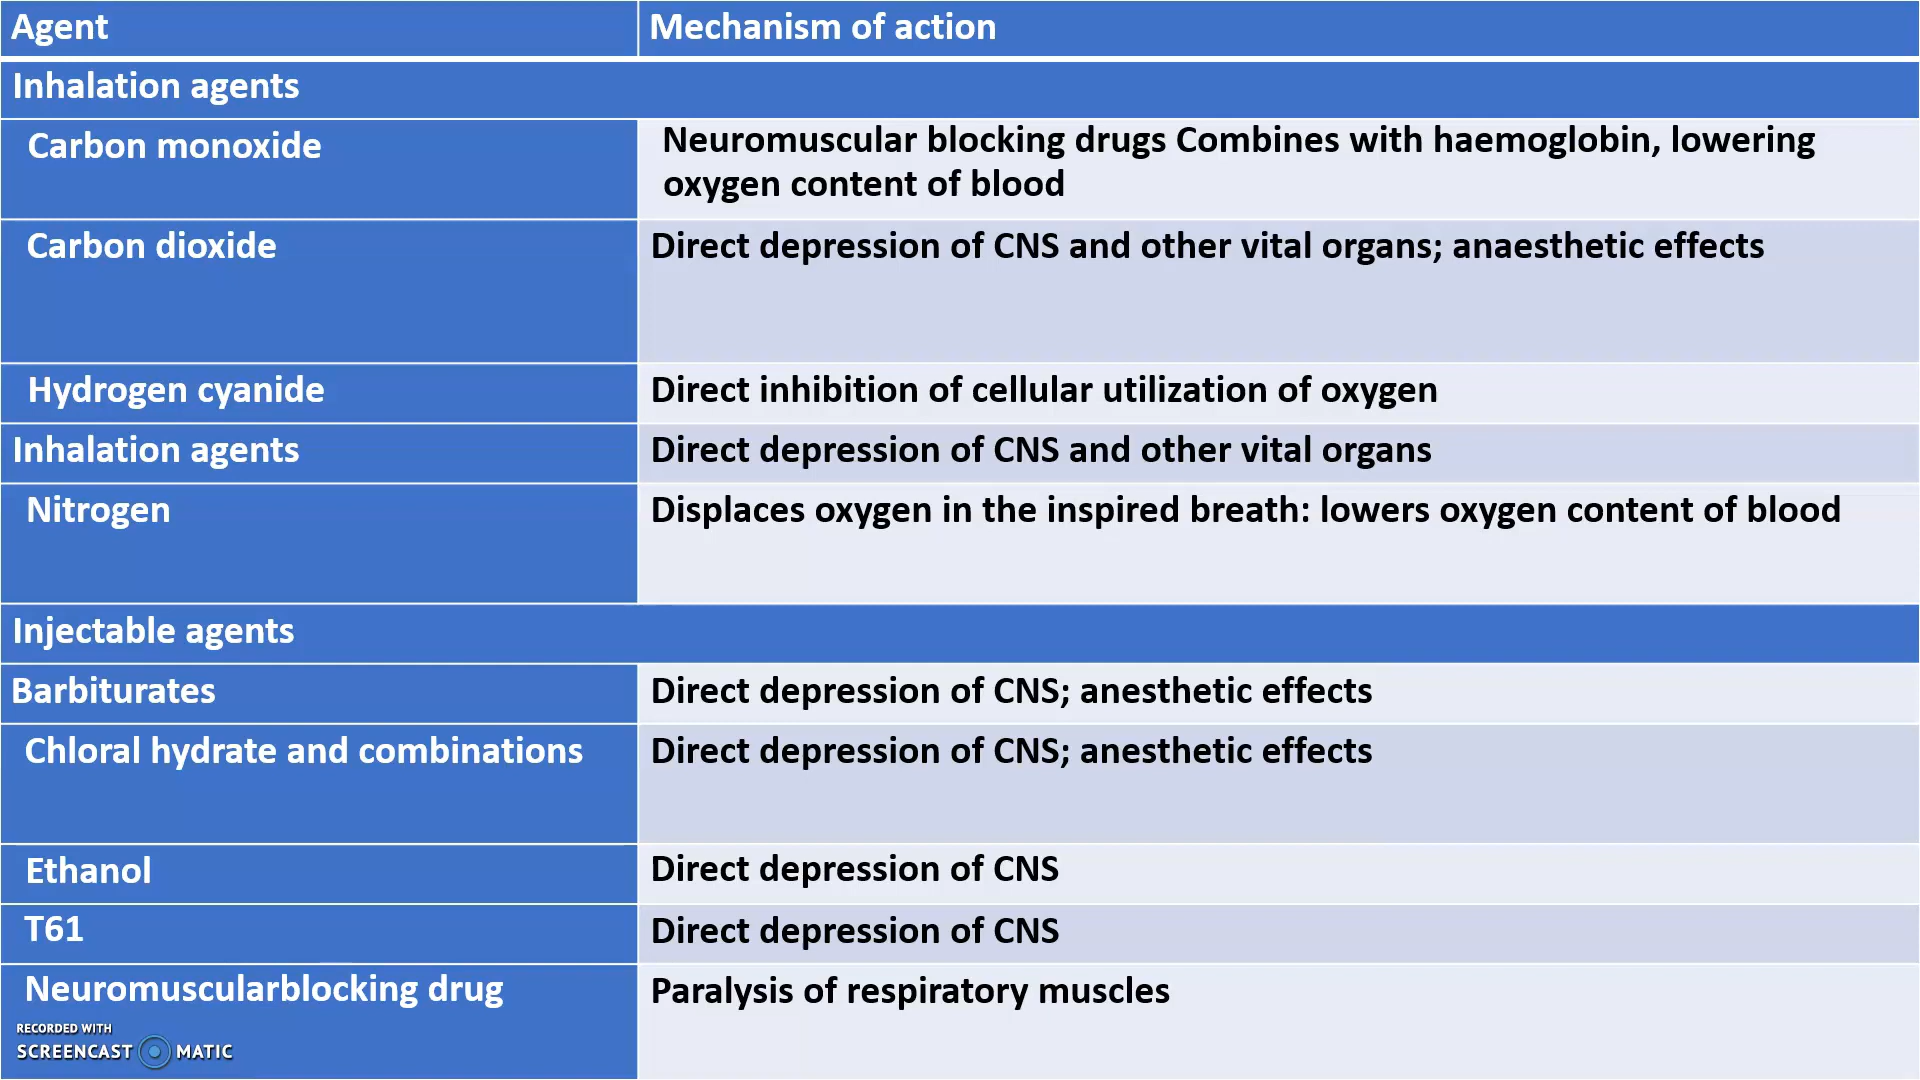 Agent
Mechanism of action
Inhalation agents
Carbon monoxide
Neuromuscular blocking drugs Combines with haemoglobin, lowering
oxygen content of blood
Carbon dioxide
Direct depression of CNS and other vital organs; anaesthetic effects
Hydrogen cyanide
Direct inhibition of cellular utilization of oxygen
Inhalation agents
Direct depression of CNS and other vital organs
Nitrogen
Displaces oxygen in the inspired breath: lowers oxygen content of blood
Injectable agents
Barbiturates
Direct depression of CNS; anesthetic effects
Chloral hydrate and combinations
Direct depression of CNS; anesthetic effects
Ethanol
Direct depression of CNS
T61
Direct depression of CNS
Neuromuscularblocking drug
Paralysis of respiratory muscles
RECORDED WITH
SCREENCAST MATIC